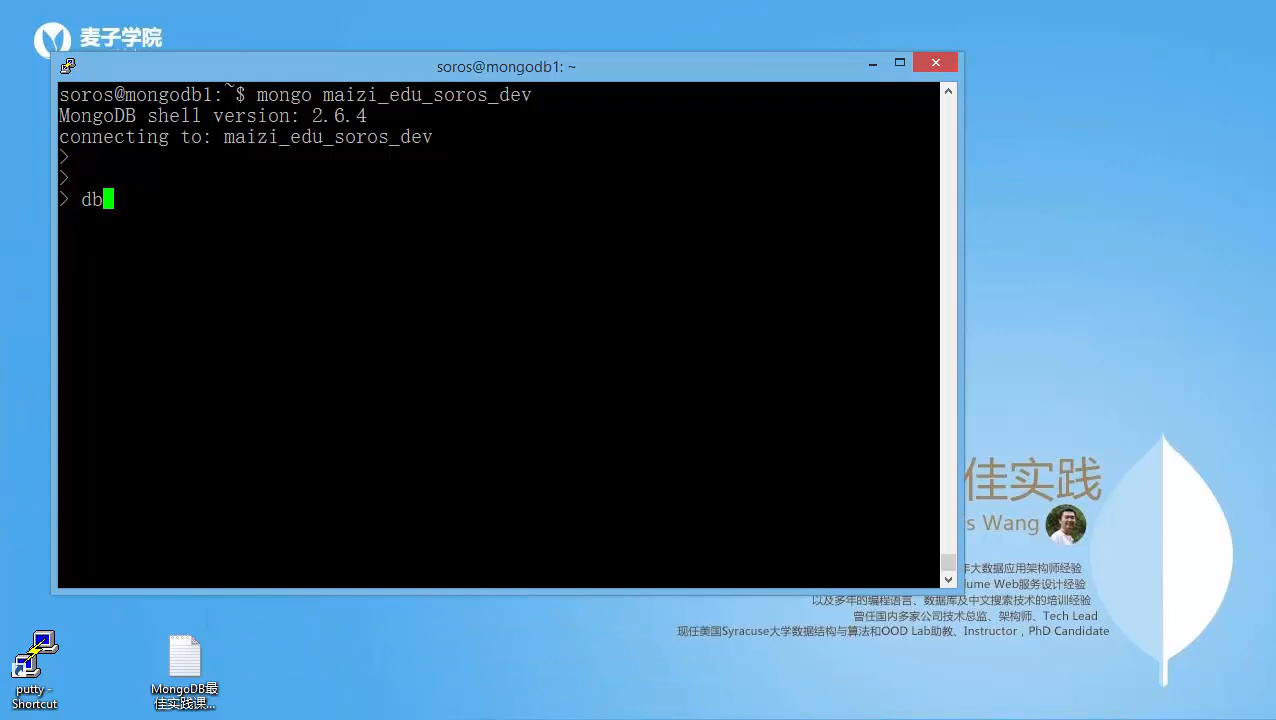 麦子学院
soros@mongodb1: ~
soros@mongodb1:~$ mongo maizi_edu_soros_dev
MongoDB shell version: 2.6.4
connecting to: maizi_edu_soros_dev
>
>
> db
佳实践
s Wang
年大数据应用架构师经验
lume Web服务设计经验
以及多年的编程语言、数据库及中文搜索技术的培训经验
曾任国内多家公司技术总监、架构师、Tech Lead
现任美国Syracuse大学数据结构与算法和OOD Lab助教、Instructor，PhD Candidate
putty -
Shortcut
MongoDB最
佳实践课...